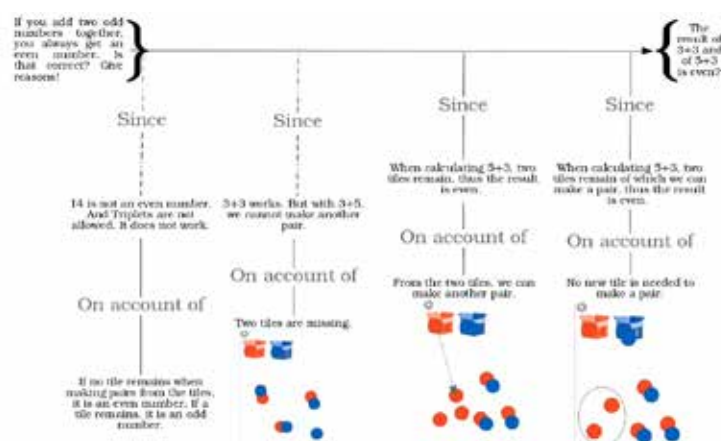 If you add two odd
numbers together,
you always get an
even number. Is
that correct? Give
reasons!
The
result of
3+3 and
of 5+3
is even?
Since
Since
Since
Since
14 is not an even number.
And Triplets are not
allowed. It does not work.
3+3 works. But with 3+5,
we cannot make another
pair.
When calculating 5+3, two
tiles remain, thus the result
is even.
When calculating 5+3, two
tiles remain of which we can
make a pair, thus the result
is even.
On account of
On account of
On account of
On account of
If no tile remains when
making pairs from the tiles,
it is an even number. If a
tile remains, it is an odd
number.
Two tiles are missing.
From the two tiles, we can
make another pair.
No new tile is needed to
make a pair.